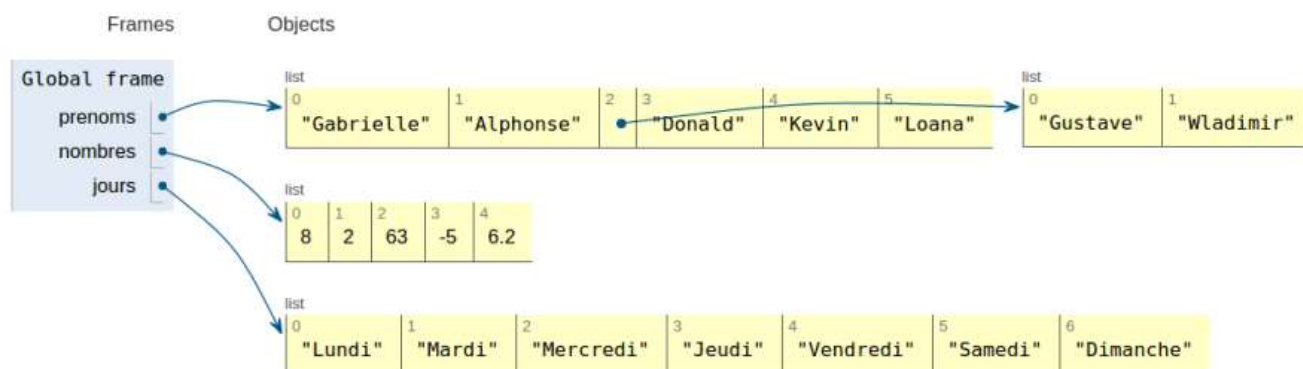 Frames Objects
Global frame
prenoms
nombres
jours
list
0 1 2 3 4 5
"Gabrielle" "Alphonse" "Donald" "Kevin" "Loana"
list
0 1
"Gustave" "Wladimir"
list
0 1 2 3 4
8 2 63 -5 6.2
list
0 1 2 3 4 5 6
"Lundi" "Mardi" "Mercredi" "Jeudi" "Vendredi" "Samedi" "Dimanche"